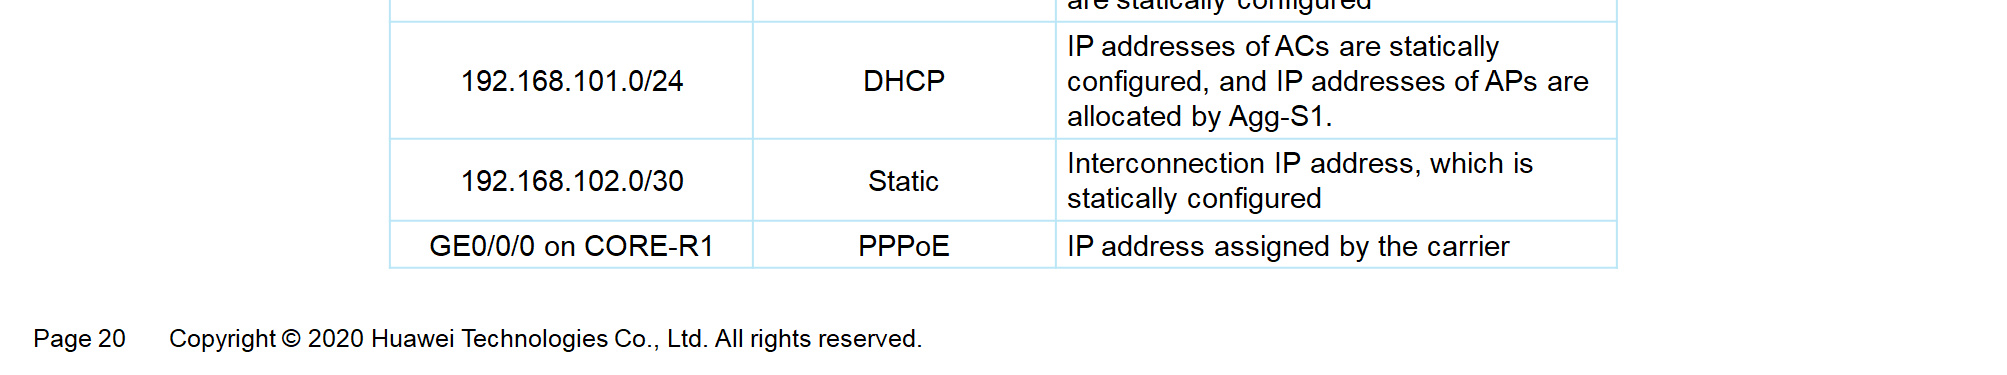 are statically configured
192.168.101.0/24
DHCP
IP addresses of ACs are statically
configured, and IP addresses of APs are
allocated by Agg-S1.
192.168.102.0/30
Static
Interconnection IP address, which is
statically configured
GE0/0/0 on CORE-R1
PPPoE
IP address assigned by the carrier
Page 20
Copyright © 2020 Huawei Technologies Co., Ltd. All rights reserved.